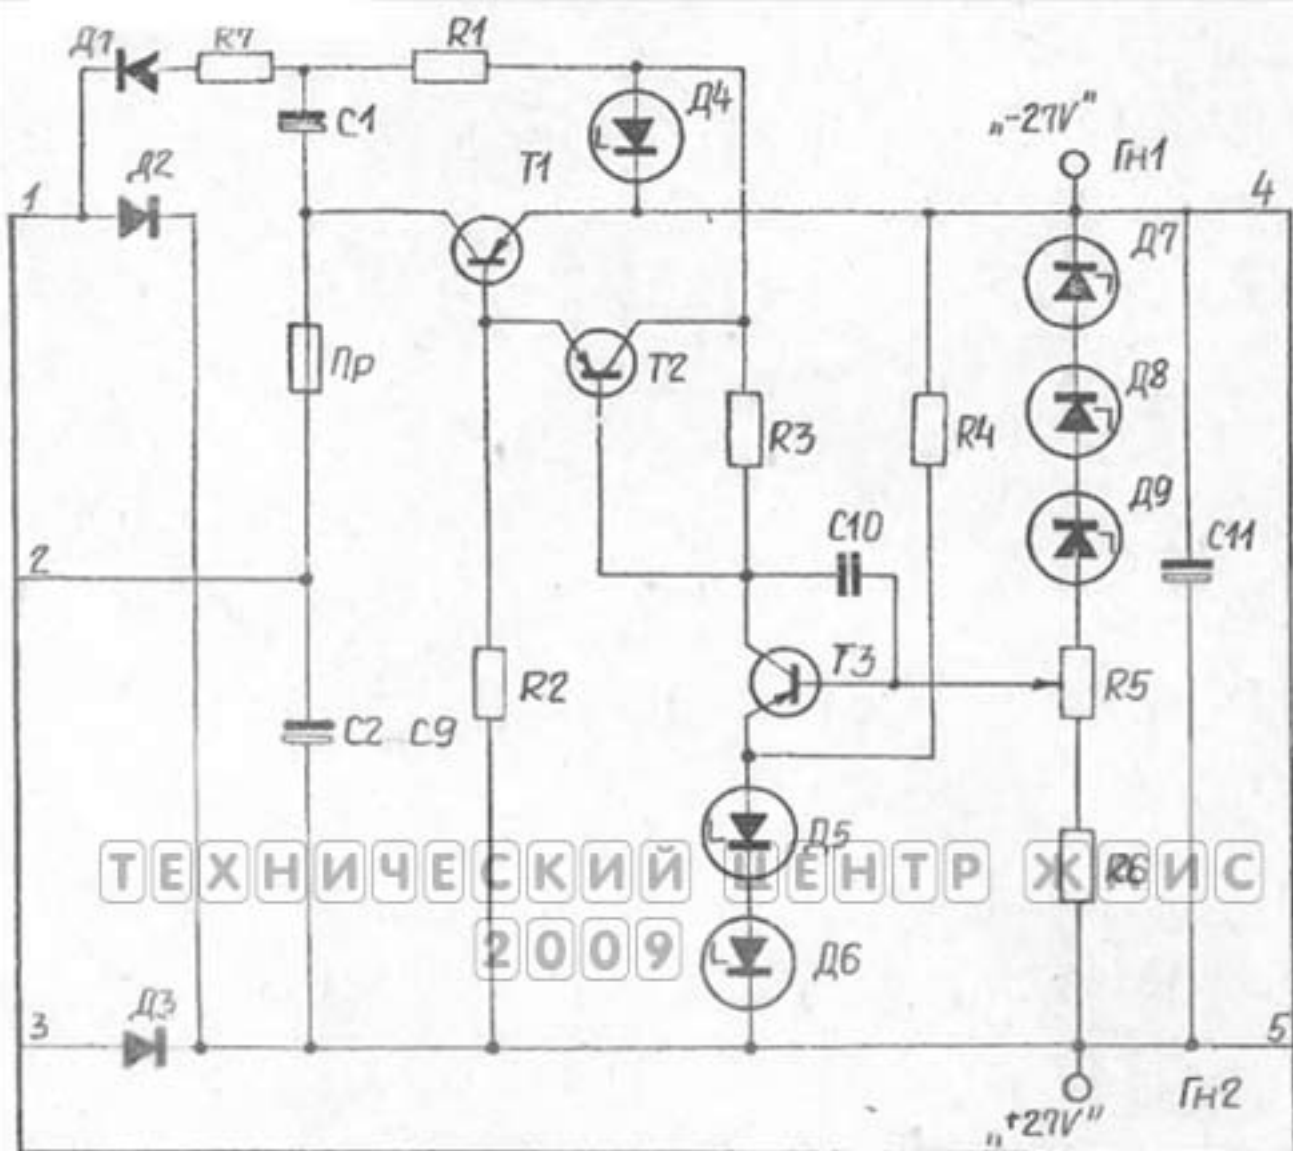 Д1
R7
R1
C1
Д4
„-27V"
Гн1
Д2
T1
1
4
Д7
Пр
T2
Д8
R3
R4
Д9
C10
C11
2
T3
R2
R5
C2 C9
Д5
ТЕХНИЧЕСКИЙ ЦЕНТР ЖАИС
R6
2009
Д6
3
Д3
5
Гн2
„+27V"